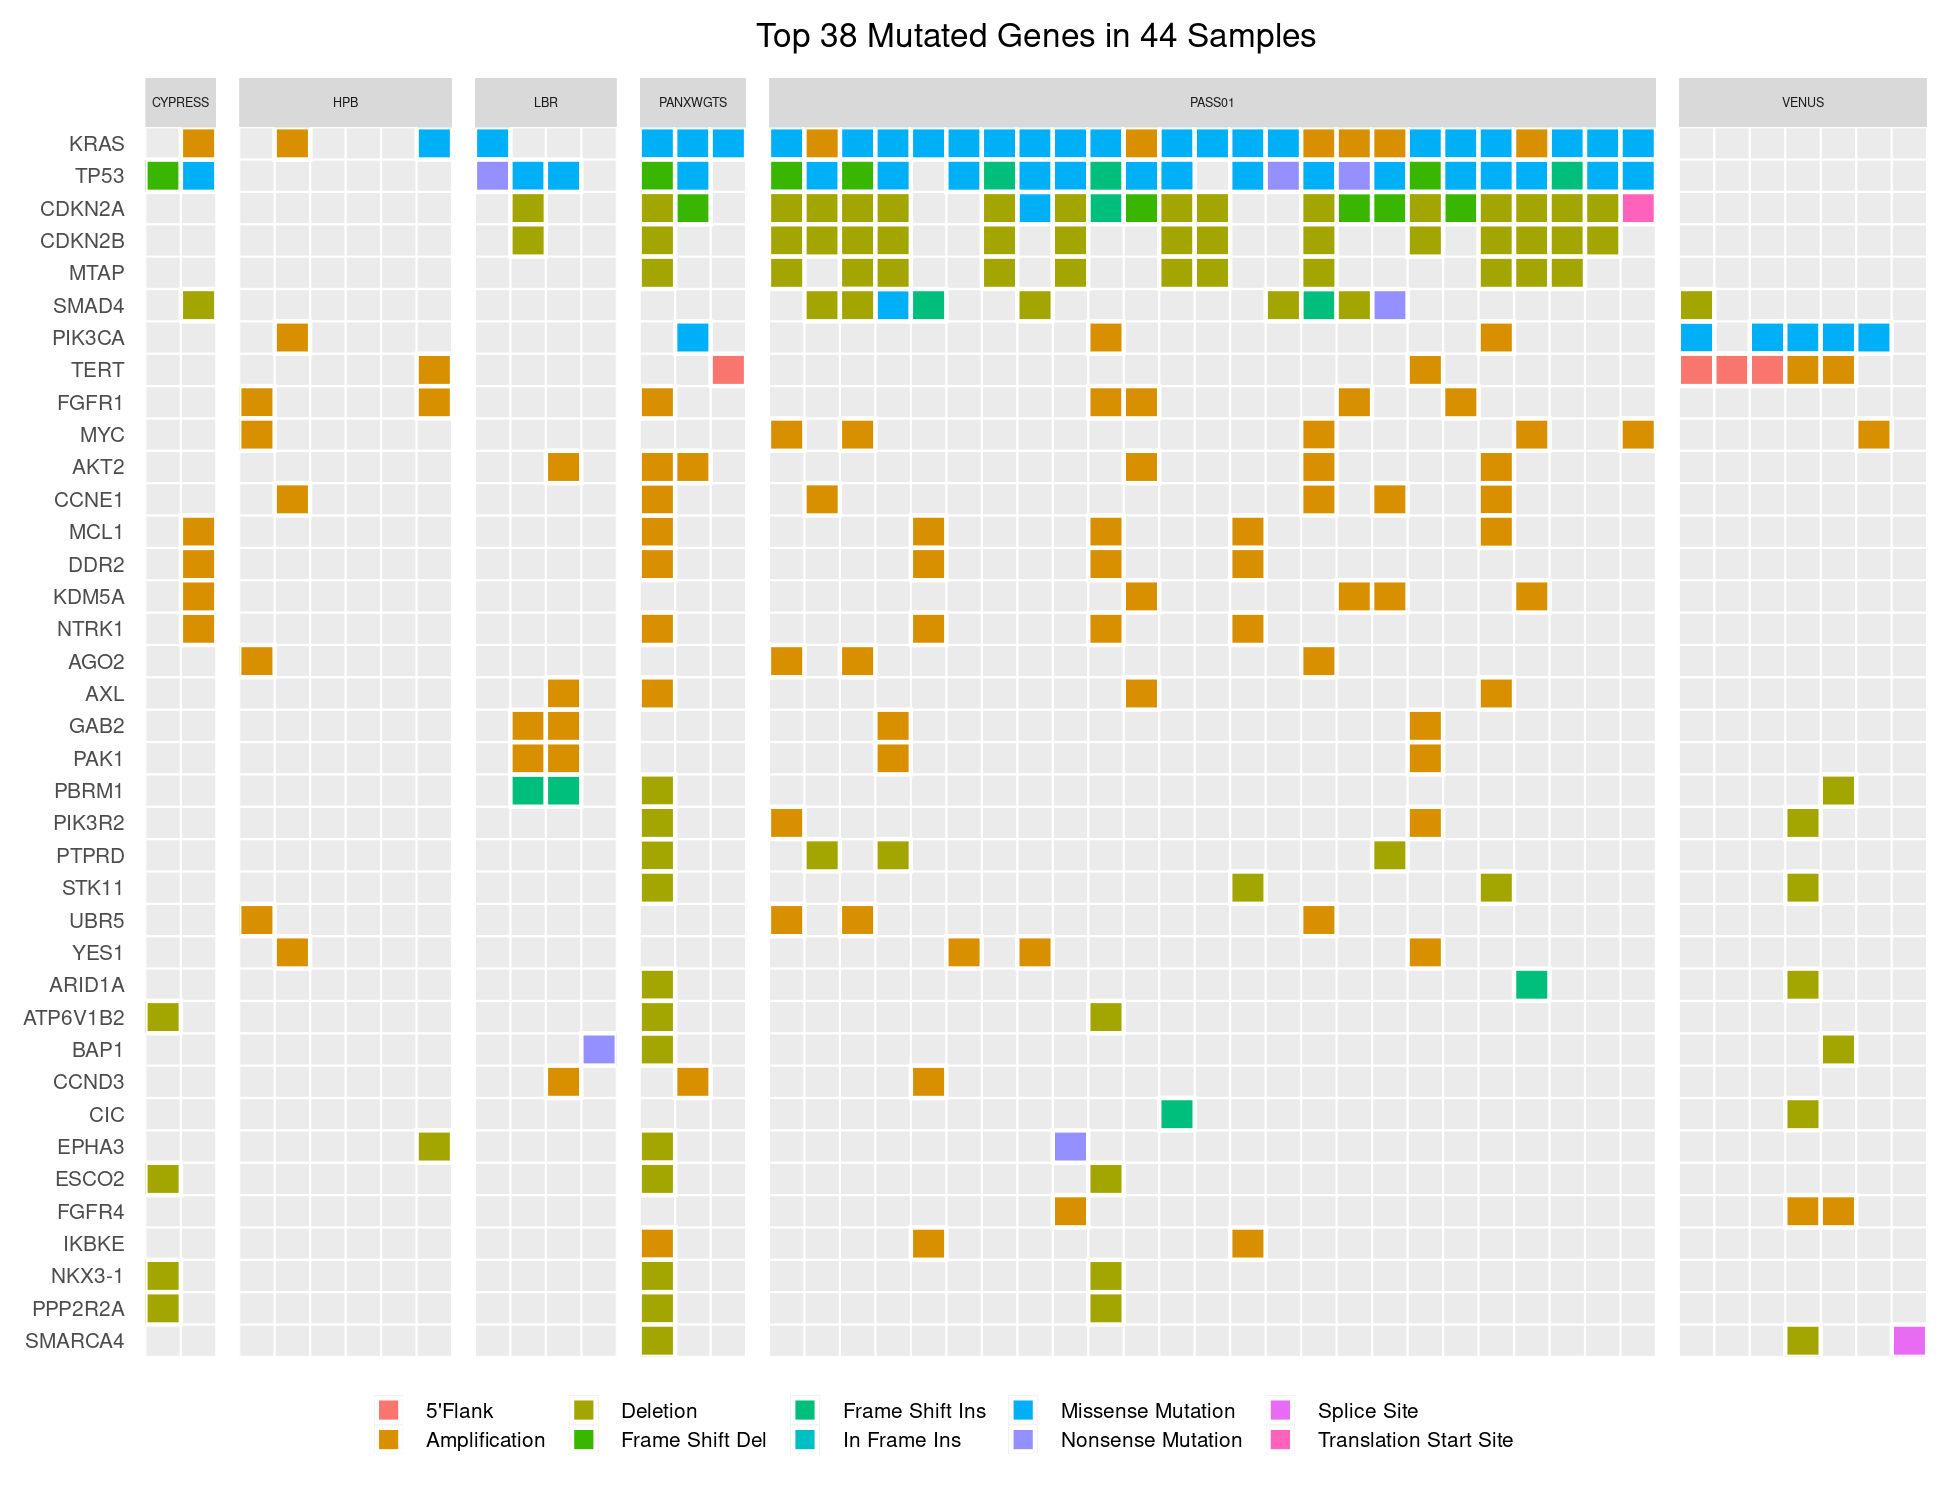 Top 38 Mutated Genes in 44 Samples
CYPRESS HPB LBR PANXWGTS PASS01 VENUS
KRAS
TP53
CDKN2A
CDKN2B
MTAP
SMAD4
PIK3CA
TERT
FGFR1
MYC
AKT2
CCNE1
MCL1
DDR2
KDM5A
NTRK1
AGO2
AXL
GAB2
PAK1
PBRM1
PIK3R2
PTPRD
STK11
UBR5
YES1
ARID1A
ATP6V1B2
BAP1
CCND3
CIC
EPHA3
ESCO2
FGFR4
IKBKE
NKX3-1
PPP2R2A
SMARCA4
5'Flank Deletion Frame Shift Ins Missense Mutation Splice Site
Amplification Frame Shift Del In Frame Ins Nonsense Mutation Translation Start Site